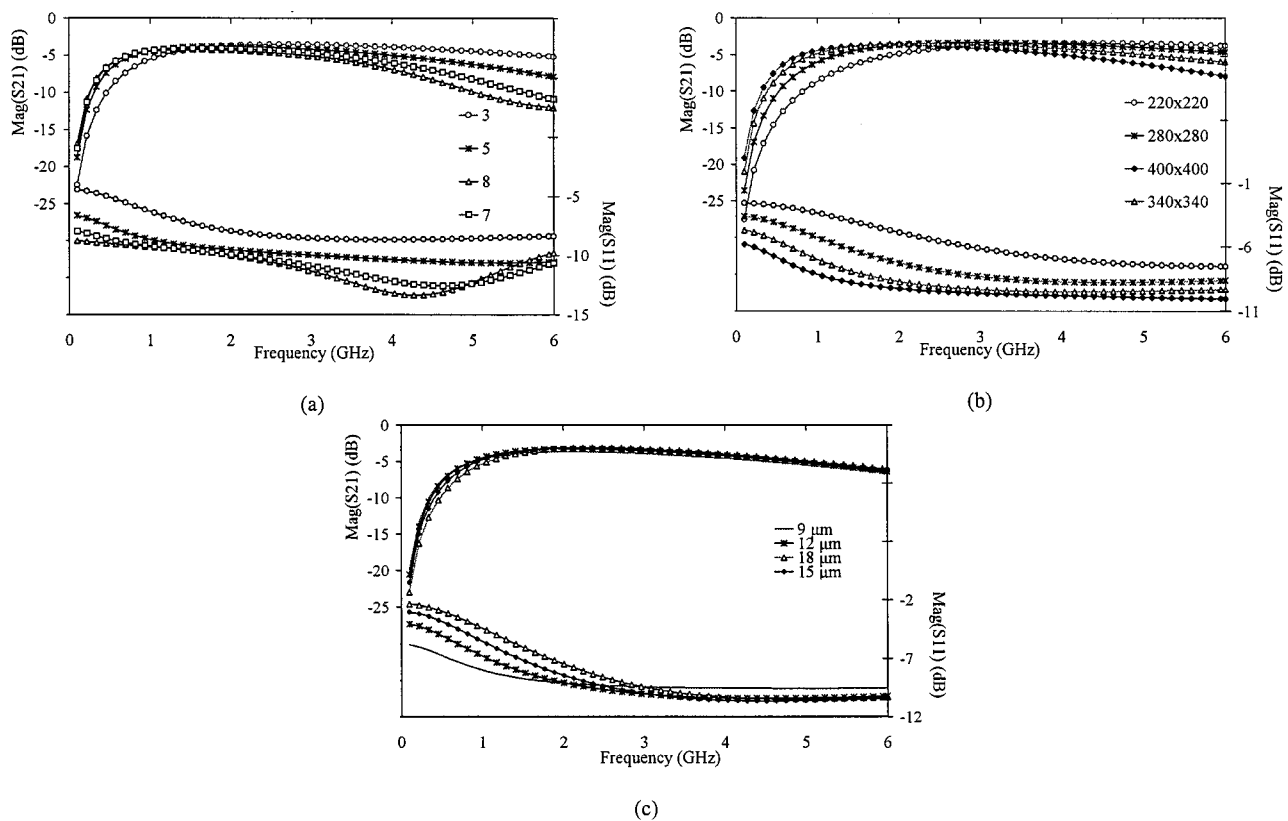 Mag(S21) (dB)
0
-5
-10
-15
-20
-25
3
5
8
7
-5
-10
-15
Mag(S11) (dB)
0 1 2 3 4 5 6
Frequency (GHz)
(a)
Mag(S21) (dB)
0
-5
-10
-15
-20
-25
220x220
280x280
400x400
340x340
-1
-6
-11
Mag(S11) (dB)
0 1 2 3 4 5 6
Frequency (GHz)
(b)
Mag(S21) (dB)
0
-5
-10
-15
-20
-25
9 μm
12 μm
18 μm
15 μm
-2
-7
-12
Mag(S11) (dB)
0 1 2 3 4 5 6
Frequency (GHz)
(c)